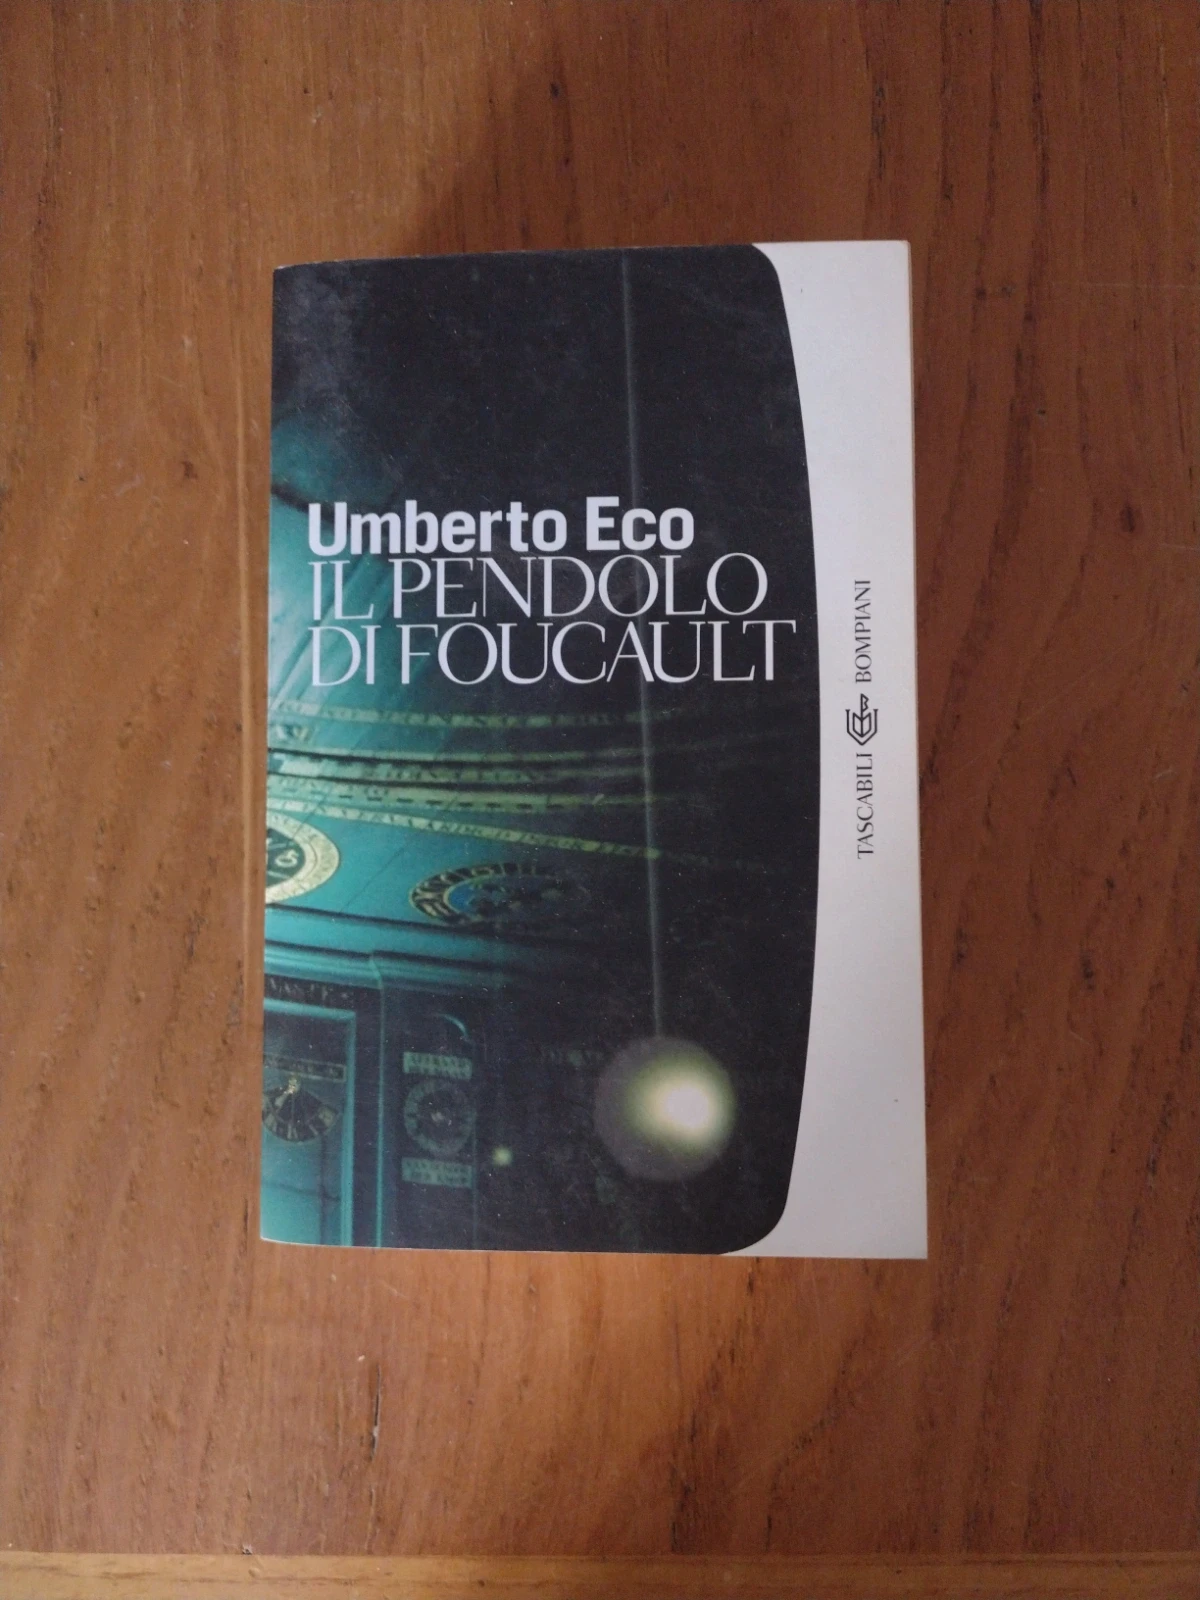 Umberto Eco
IL PENDOLO
DI FOUCAULT
TASCABILI BOMPIANI